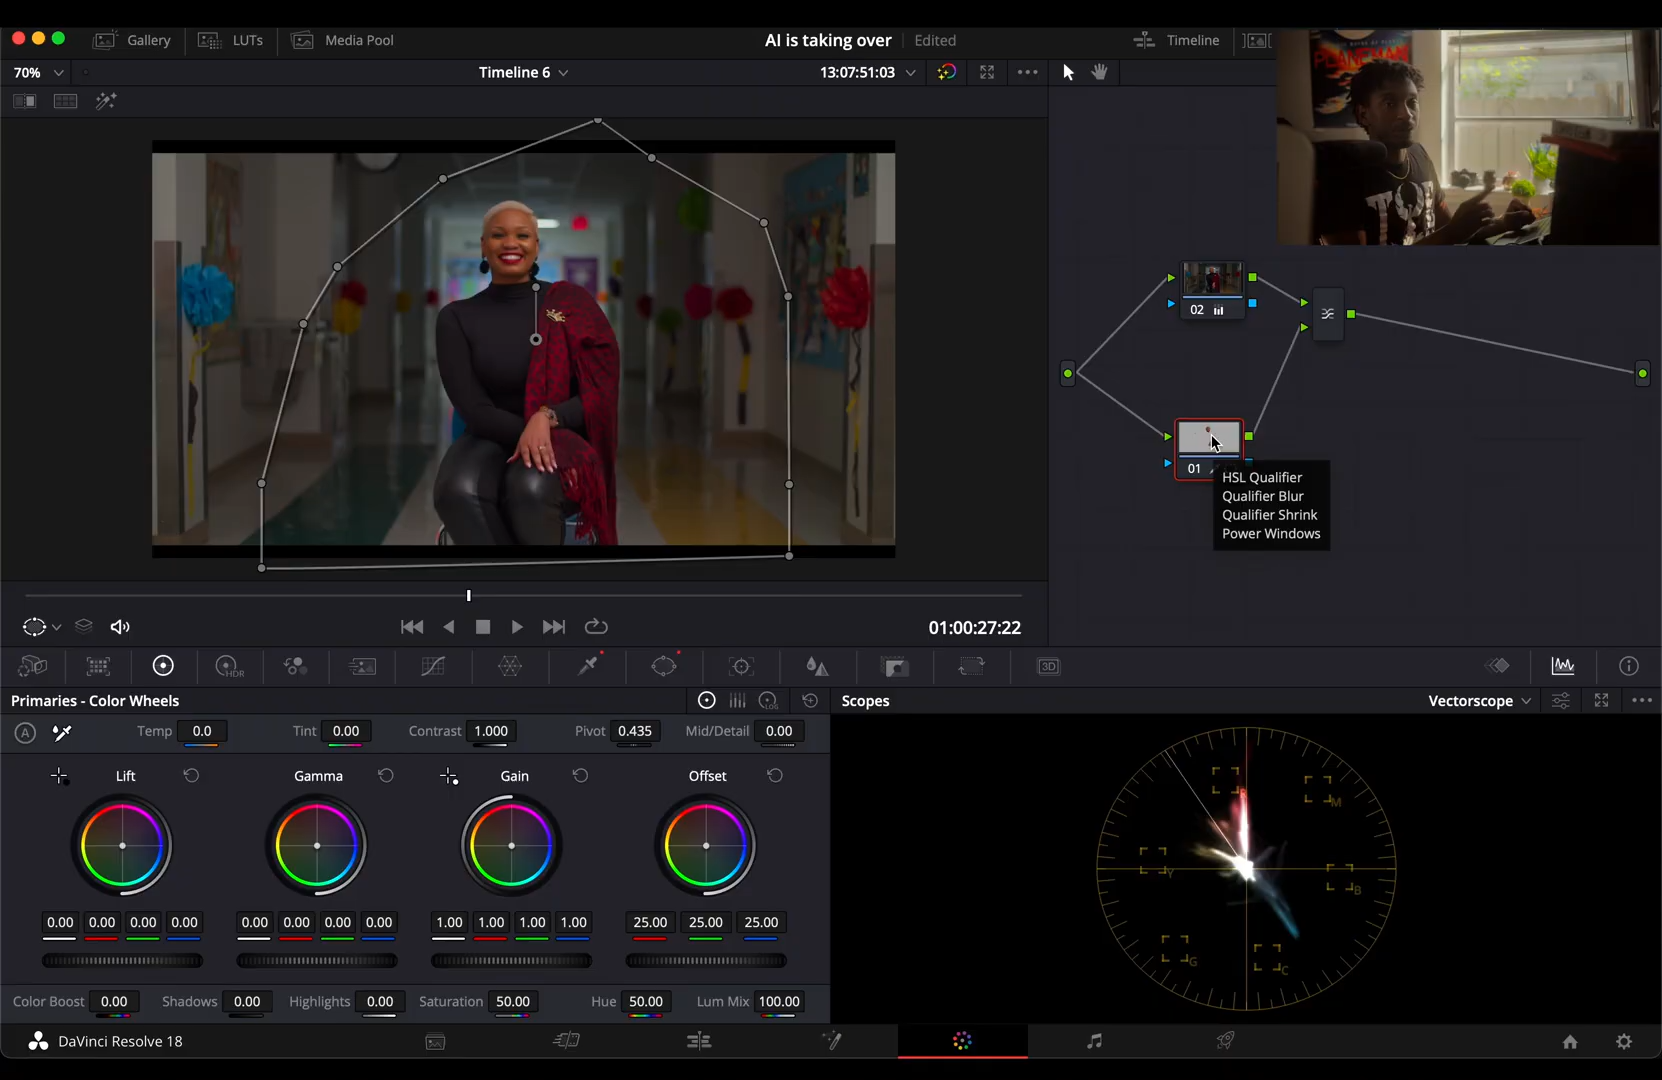 Gallery LUTs Media Pool AI is taking over Edited Timeline
70% Timeline 6 13:07:51:03
PLANEMAN
02
01
HSL Qualifier
Qualifier Blur
Qualifier Shrink
Power Windows
01:00:27:22
HDR 3D
Primaries - Color Wheels LOG Scopes Vectorscope
A Temp 0.0 Tint 0.00 Contrast 1.000 Pivot 0.435 Mid/Detail 0.00
Lift Gamma Gain Offset
R M
Y B
G C
0.00 0.00 0.00 0.00 0.00 0.00 0.00 0.00 1.00 1.00 1.00 1.00 25.00 25.00 25.00
Color Boost 0.00 Shadows 0.00 Highlights 0.00 Saturation 50.00 Hue 50.00 Lum Mix 100.00
DaVinci Resolve 18